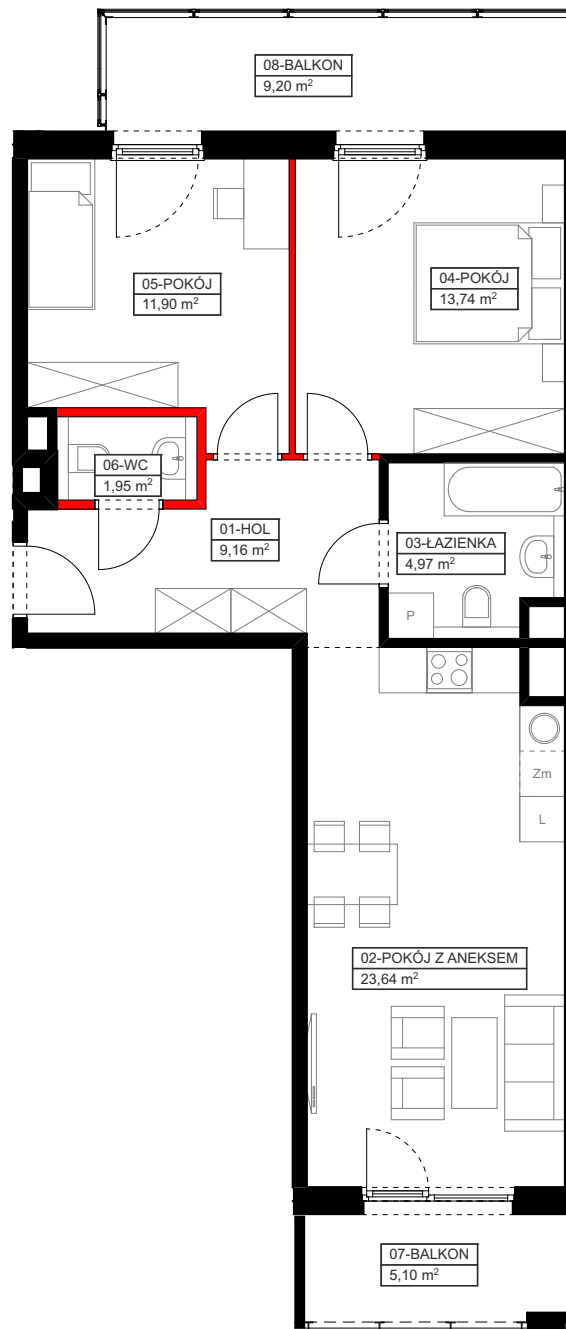 08-BALKON
9,20 m²
05-POKÓJ
11,90 m²
04-POKÓJ
13,74 m²
06-WC
1,95 m²
01-HOL
9,16 m²
03-ŁAZIENKA
4,97 m²
P
Zm
L
02-POKÓJ Z ANEKSEM
23,64 m²
07-BALKON
5,10 m²